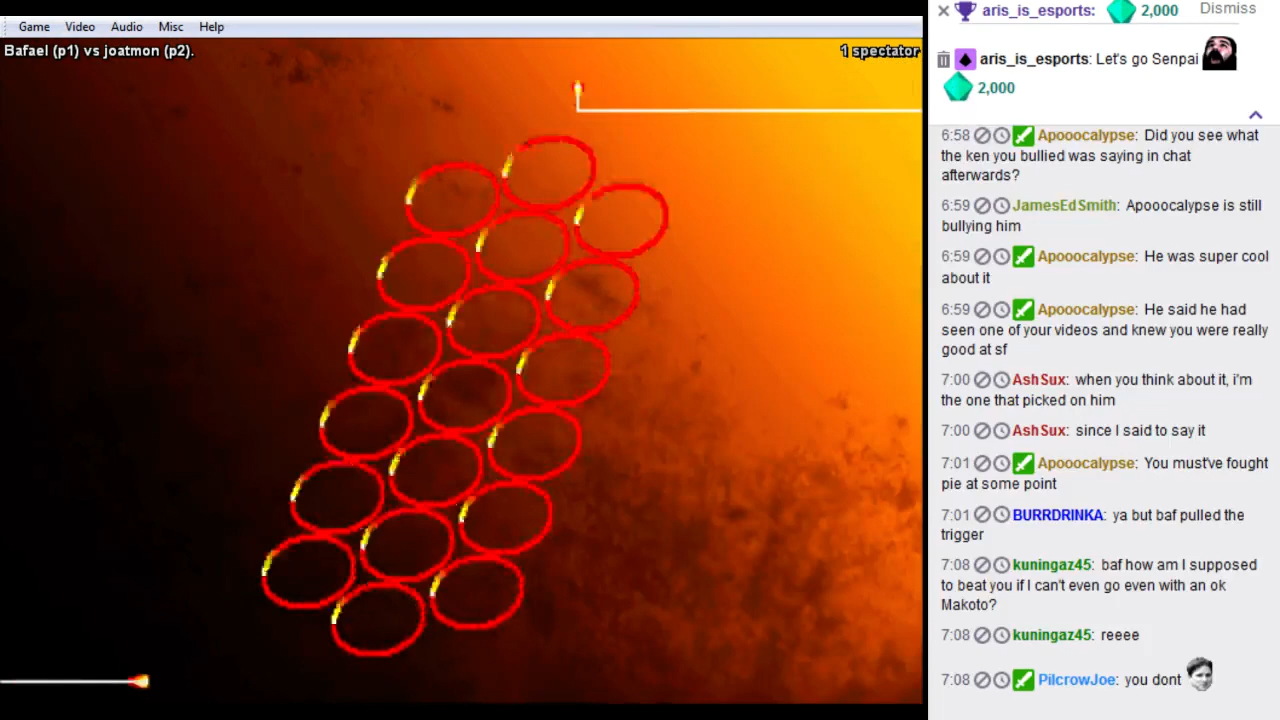 Game Video Audio Misc Help
Bafael (p1) vs joatmon (p2).
1 spectator
aris_is_esports: 2,000 Dismiss
aris_is_esports: Let's go Senpai
2,000
6:58 Apooocalypse: Did you see what
the ken you bullied was saying in chat
afterwards?
6:59 JamesEdSmith: Apooocalypse is still
bullying him
6:59 Apooocalypse: He was super cool
about it
6:59 Apooocalypse: He said he had
seen one of your videos and knew you were really
good at sf
7:00 AshSux: when you think about it, i'm
the one that picked on him
7:00 AshSux: since I said to say it
7:01 Apooocalypse: You must've fought
pie at some point
7:01 BURRDRINKA: ya but baf pulled the
trigger
7:08 kuningaz45: baf how am I supposed
to beat you if I can't even go even with an ok
Makoto?
7:08 kuningaz45: reeee
7:08 PilcrowJoe: you dont